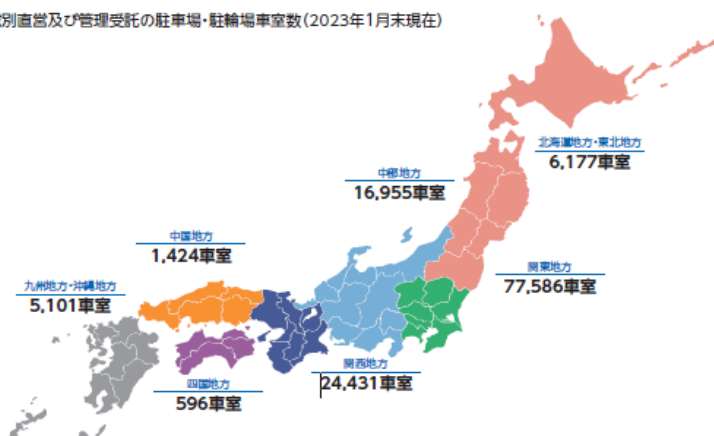 別直営及び管理受託の駐車場・駐輪場車室数（2023年1月末現在）
北海道地方・東北地方
6,177車室
中部地方
16,955車室
中国地方
1,424車室
関東地方
77,586車室
九州地方・沖縄地方
5,101車室
関西地方
24,431車室
四国地方
596車室